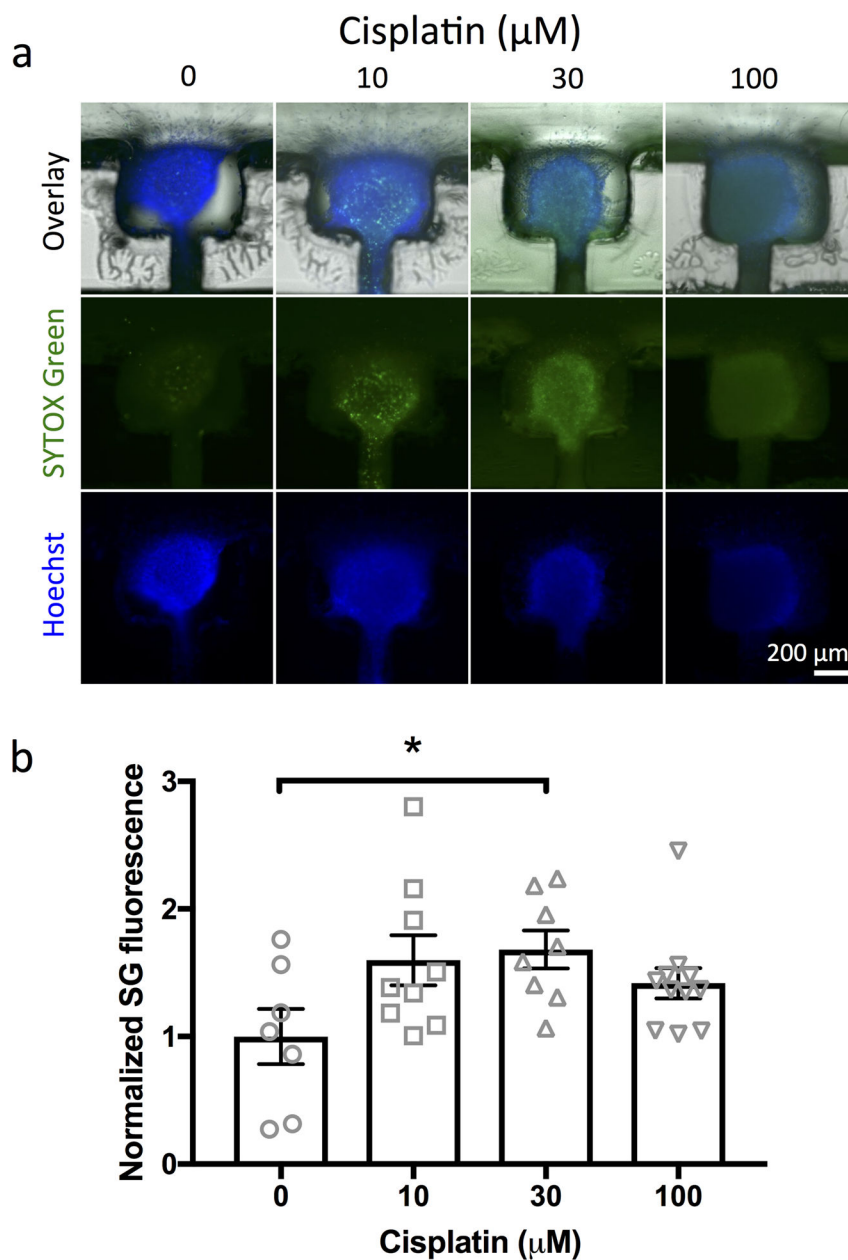 a
Cisplatin (µM)
0 10 30 100
Overlay
SYTOX Green
Hoechst
200 µm
b
*
Normalized SG fluorescence
3
2
1
0
0 10 30 100
Cisplatin (µM)